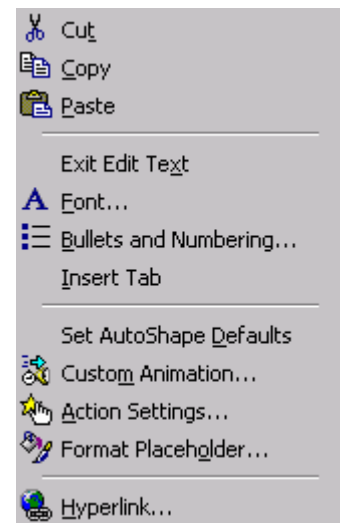 Cut
Copy
Paste
Exit Edit Text
Font...
Bullets and Numbering...
Insert Tab
Set AutoShape Defaults
Custom Animation...
Action Settings...
Format Placeholder...
Hyperlink...